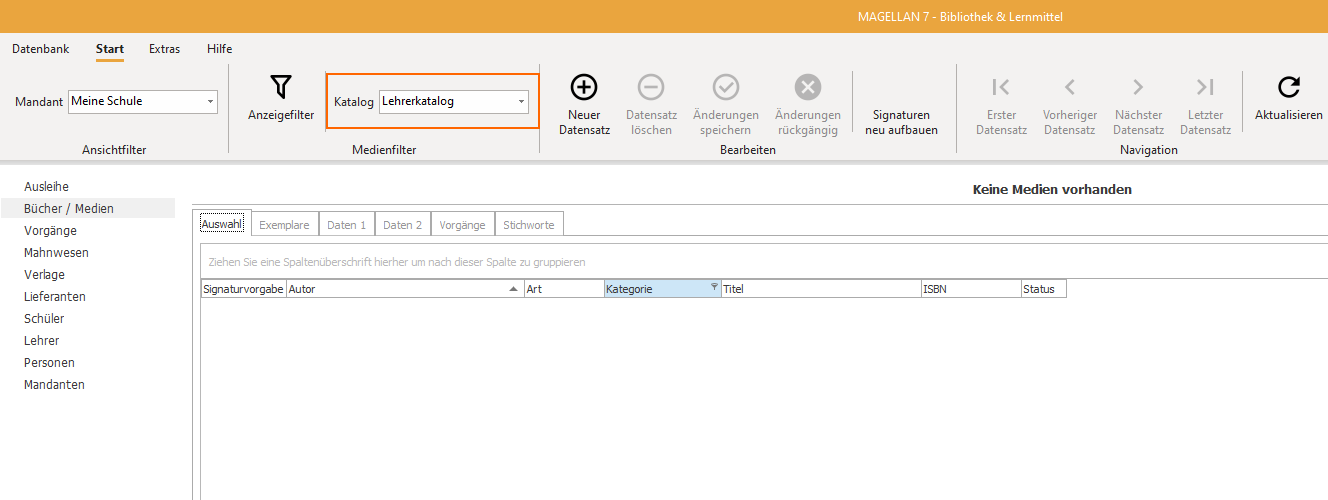 MAGELLAN 7 - Bibliothek & Lernmittel
Datenbank Start Extras Hilfe
Mandant Meine Schule
Ansichtfilter
Anzeigefilter
Katalog Lehrerkatalog
Medienfilter
Neuer
Datensatz
Datensatz
löschen
Änderungen
speichern
Änderungen
rückgängig
Signaturen
neu aufbauen
Bearbeiten
Erster
Datensatz
Vorheriger
Datensatz
Nächster
Datensatz
Letzter
Datensatz
Aktualisieren
Navigation
Ausleihe
Bücher / Medien
Vorgänge
Mahnwesen
Verlage
Lieferanten
Schüler
Lehrer
Personen
Mandanten
Keine Medien vorhanden
Auswahl Exemplare Daten 1 Daten 2 Vorgänge Stichworte
Ziehen Sie eine Spaltenüberschrift hierher um nach dieser Spalte zu gruppieren
Signaturvorgabe Autor Art Kategorie Titel ISBN Status